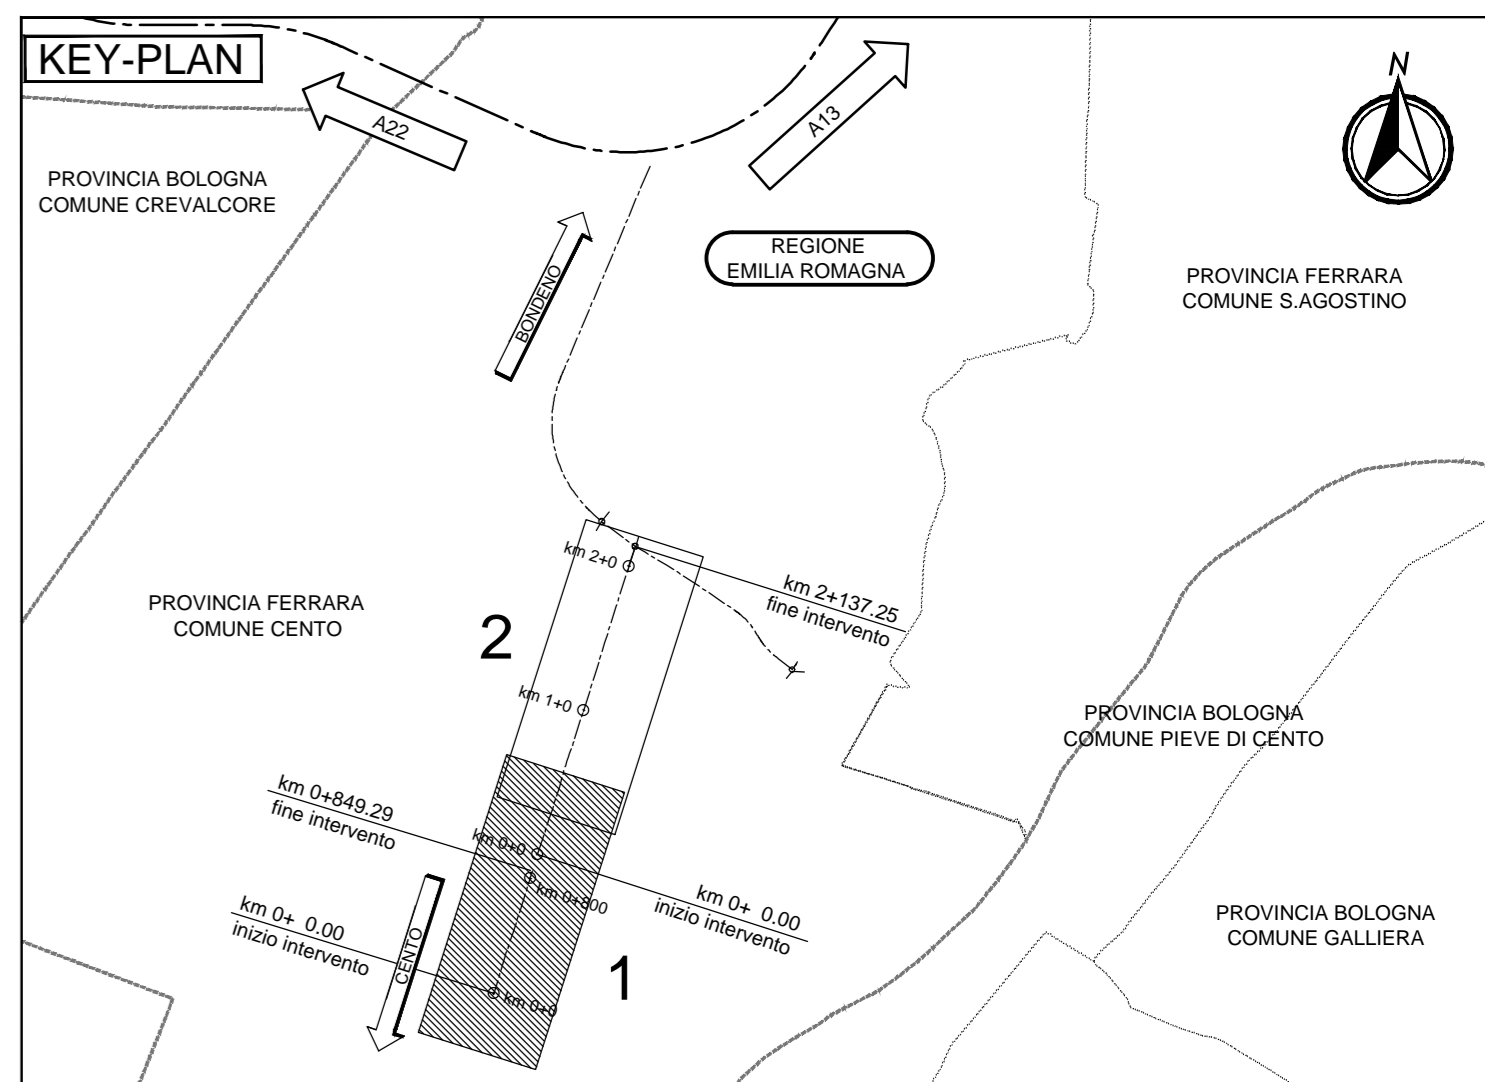 KEY-PLAN
N
A22
A13
PROVINCIA BOLOGNA
COMUNE CREVALCORE
REGIONE
EMILIA ROMAGNA
BONDENO
PROVINCIA FERRARA
COMUNE S.AGOSTINO
km 2+0
km 2+137.25
fine intervento
PROVINCIA FERRARA
COMUNE CENTO
2
km 1+0
PROVINCIA BOLOGNA
COMUNE PIEVE DI CENTO
km 0+849.29
fine intervento
km 0+0
km 0+800
km 0+ 0.00
inizio intervento
km 0+ 0.00
inizio intervento
CENTO
1
km 0+0
PROVINCIA BOLOGNA
COMUNE GALLIERA